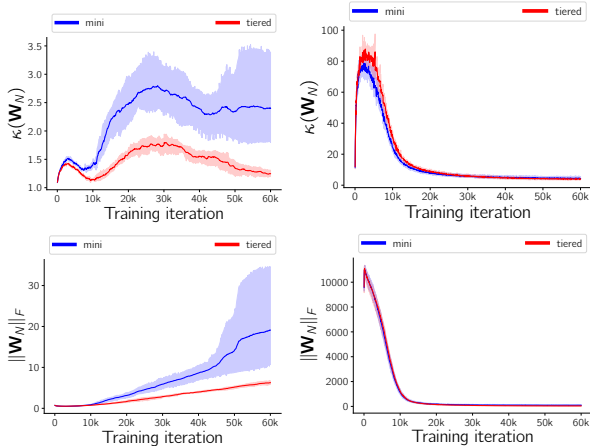 mini tiered
κ(W_N)
3.5
3.0
2.5
2.0
1.5
1.0
0 10k 20k 30k 40k 50k 60k
Training iteration
mini tiered
κ(W_N)
100
80
60
40
20
0
0 10k 20k 30k 40k 50k 60k
Training iteration
mini tiered
||W_N||_F
30
20
10
0
0 10k 20k 30k 40k 50k 60k
Training iteration
mini tiered
||W_N||_F
10000
8000
6000
4000
2000
0
0 10k 20k 30k 40k 50k 60k
Training iteration